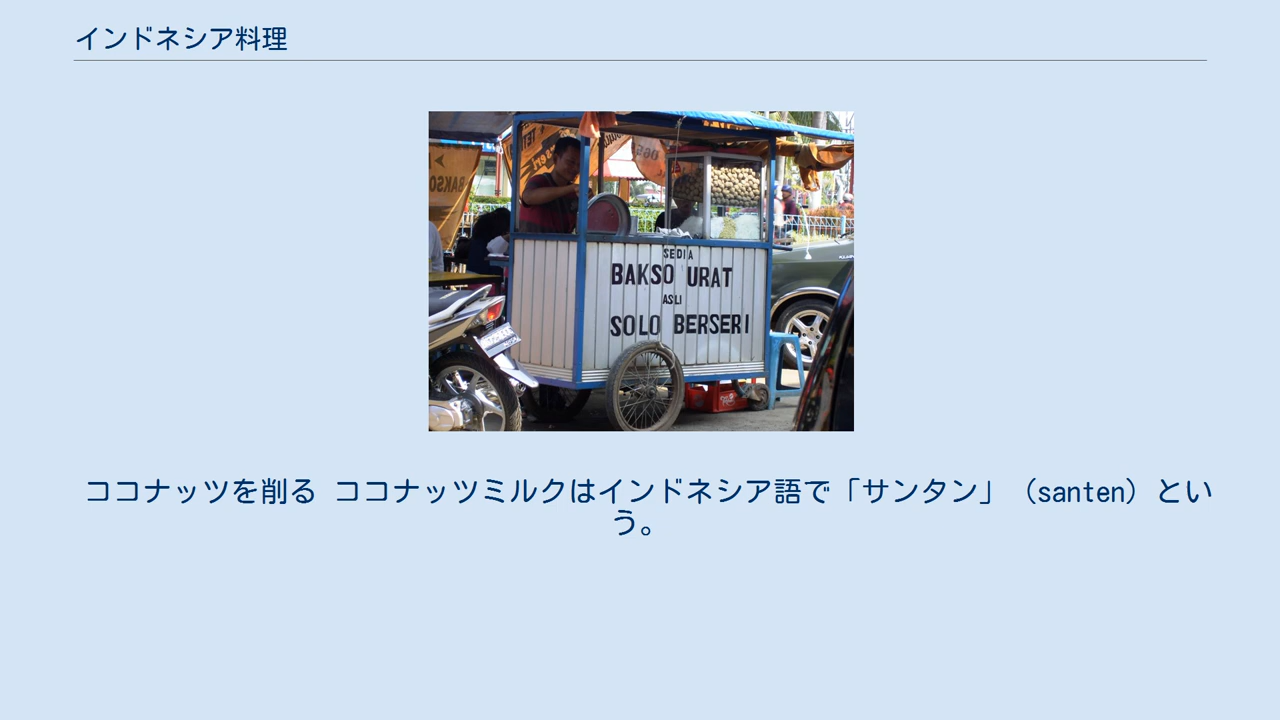 インドネシア料理
SEDIA
BAKSO URAT
ASLI
SOLO BERSERI
BAKSO
ココナッツを削る ココナッツミルクはインドネシア語で「サンタン」（santen）とい
う。